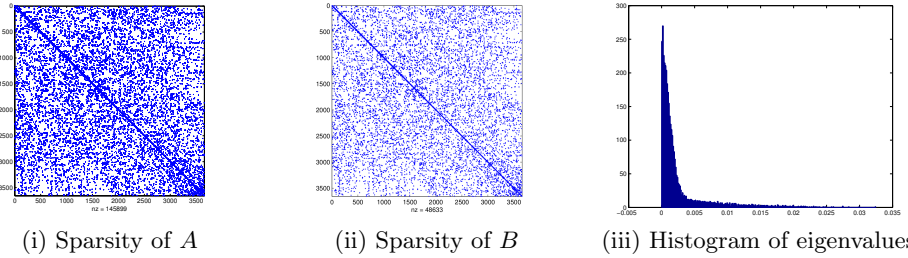 0
500
1000
1500
2000
2500
3000
3500
0 500 1000 1500 2000 2500 3000 3500
nz = 145899
(i) Sparsity of A
0
500
1000
1500
2000
2500
3000
3500
0 500 1000 1500 2000 2500 3000 3500
nz = 48633
(ii) Sparsity of B
300
250
200
150
100
50
0
−0.005 0 0.005 0.01 0.015 0.02 0.025 0.03 0.035
(iii) Histogram of eigenvalues